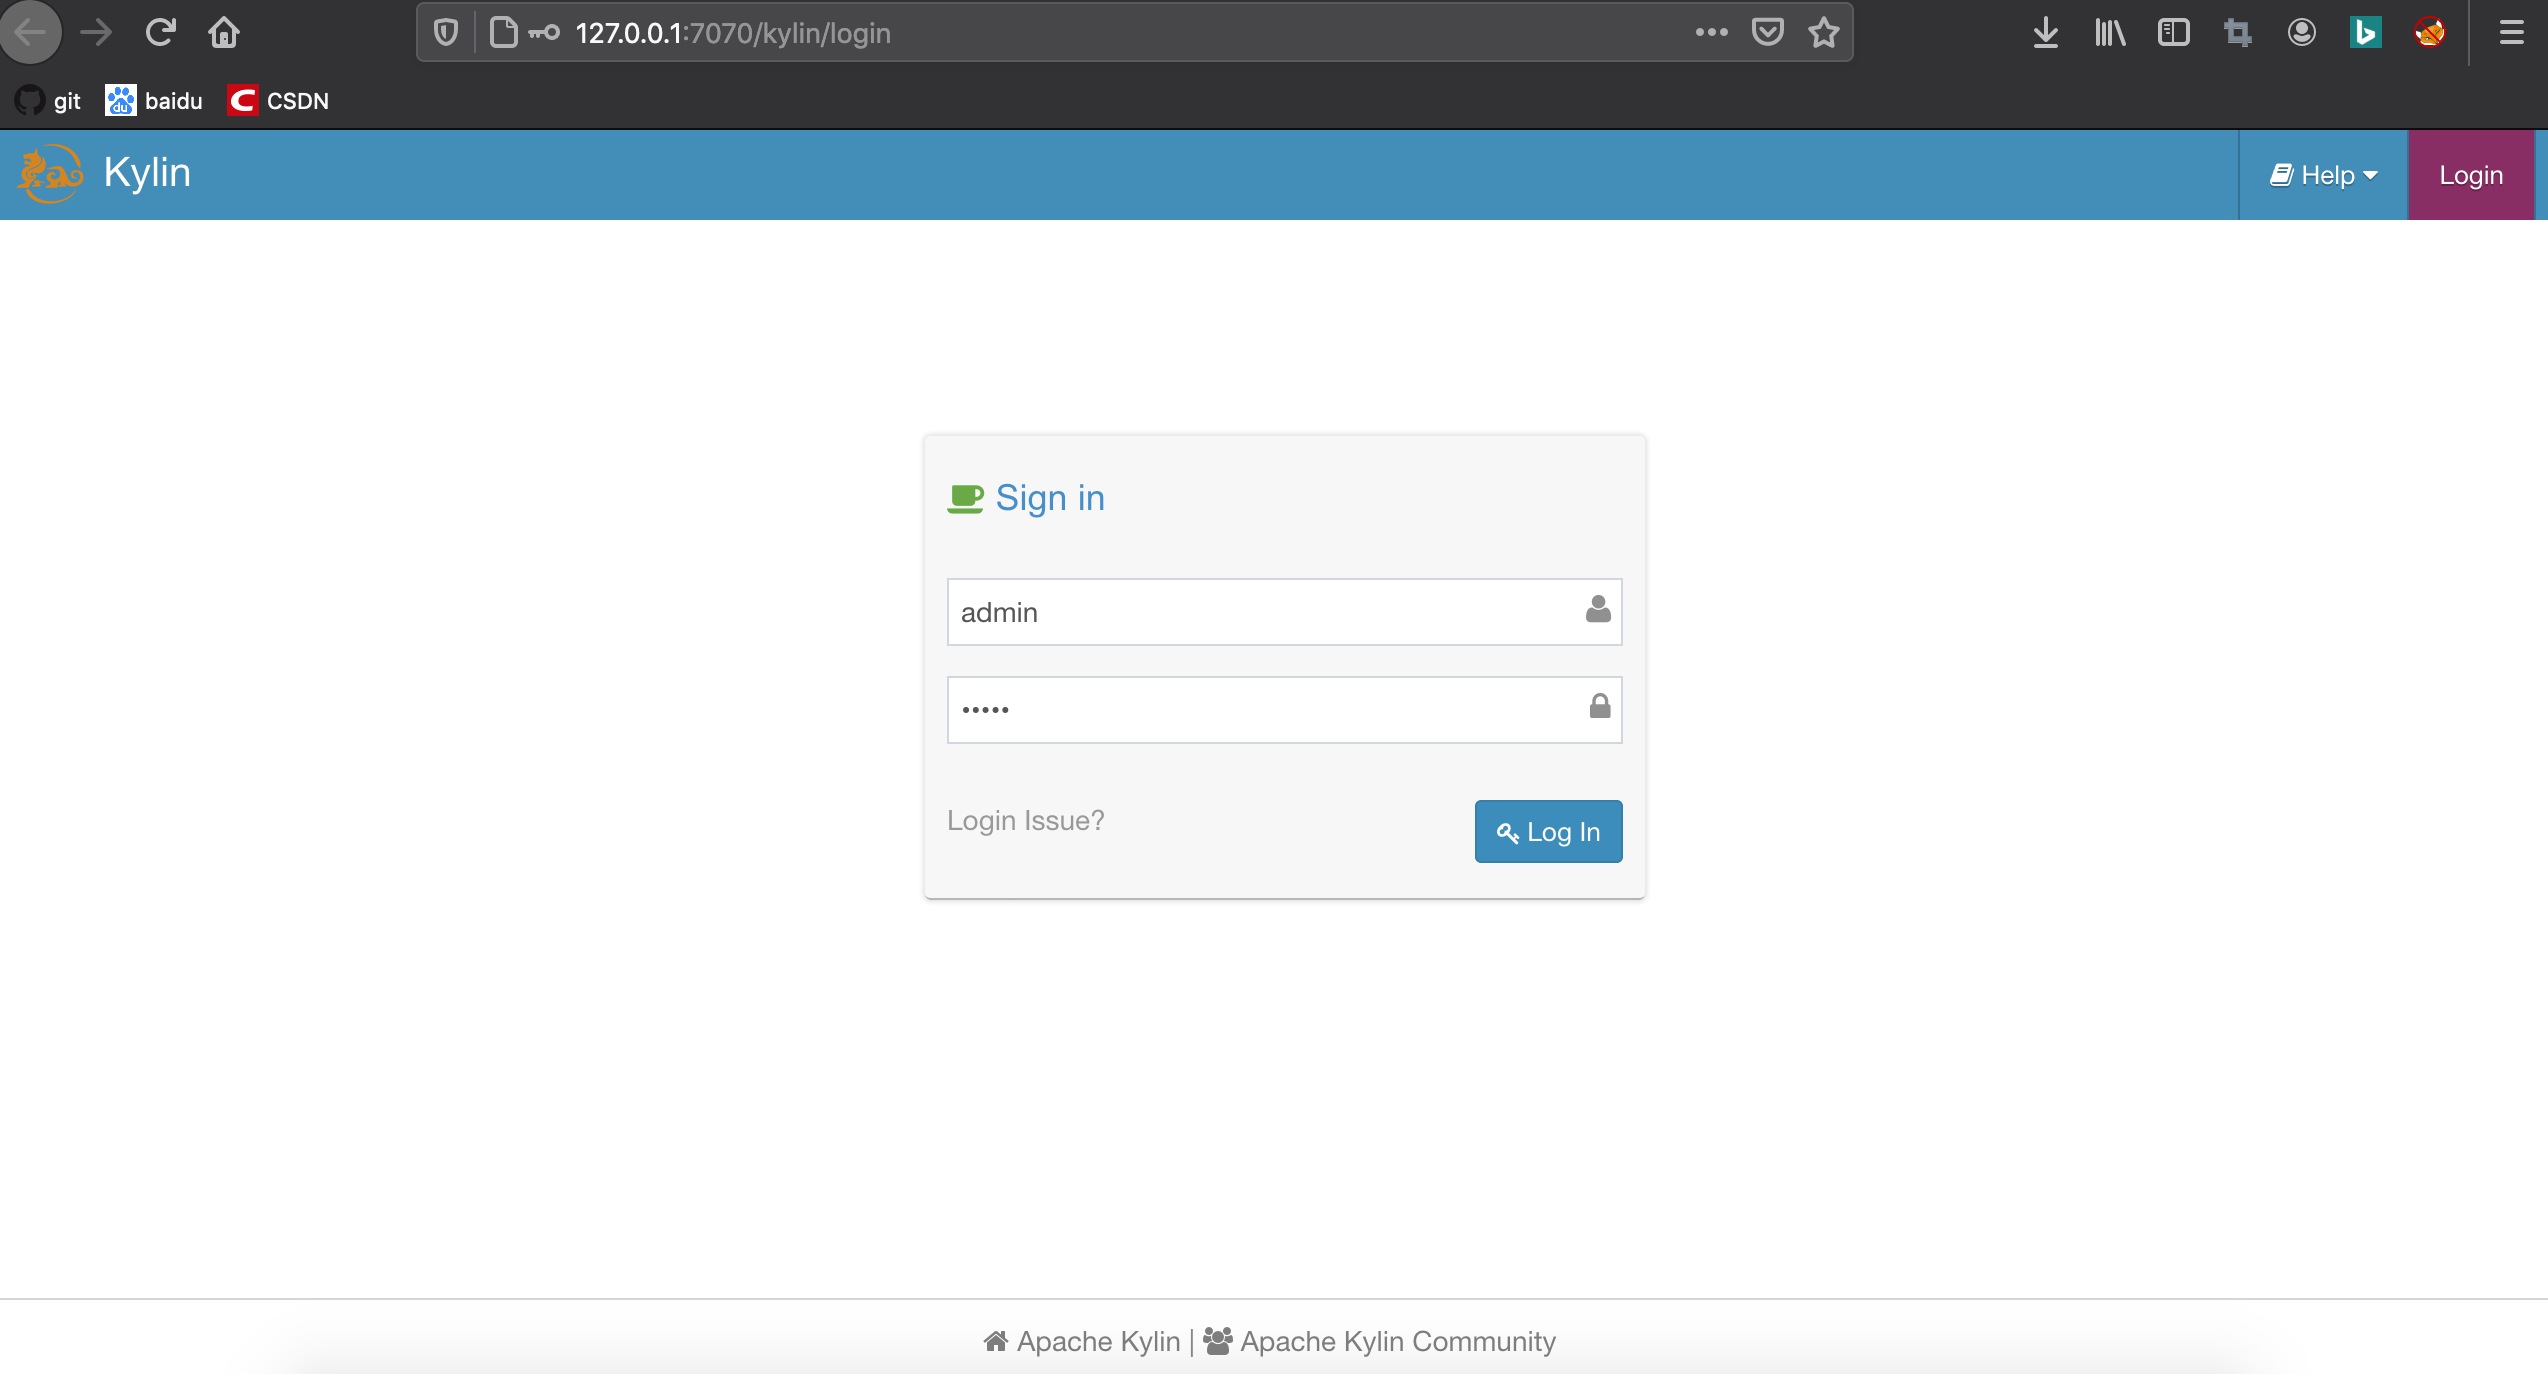 127.0.0.1:7070/kylin/login
git baidu CSDN
Kylin Help Login
Sign in
admin
•••••
Login Issue? Log In
Apache Kylin | Apache Kylin Community